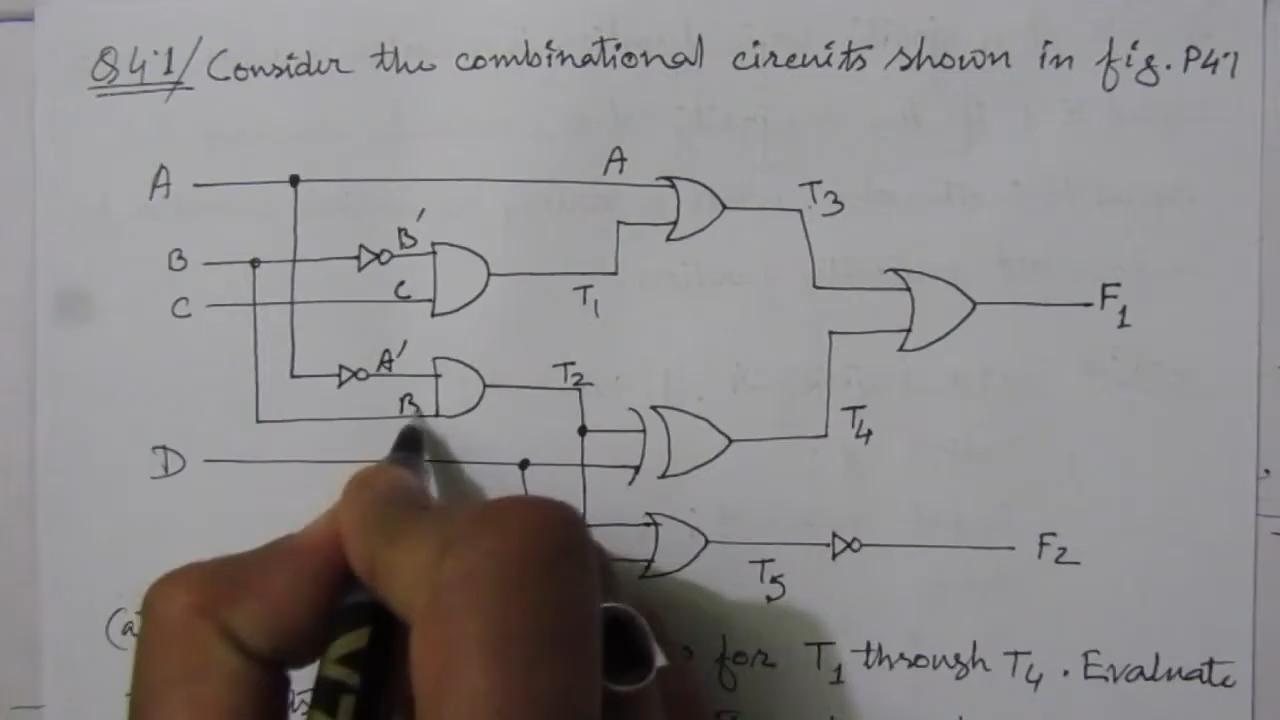 Q4.1/ Consider the combinational circuits shown in fig. P4.1
A A T3
B B' C T1 F1
C
A' B T2 T4
D
T5 F2
(a for T1 through T4 . Evaluate